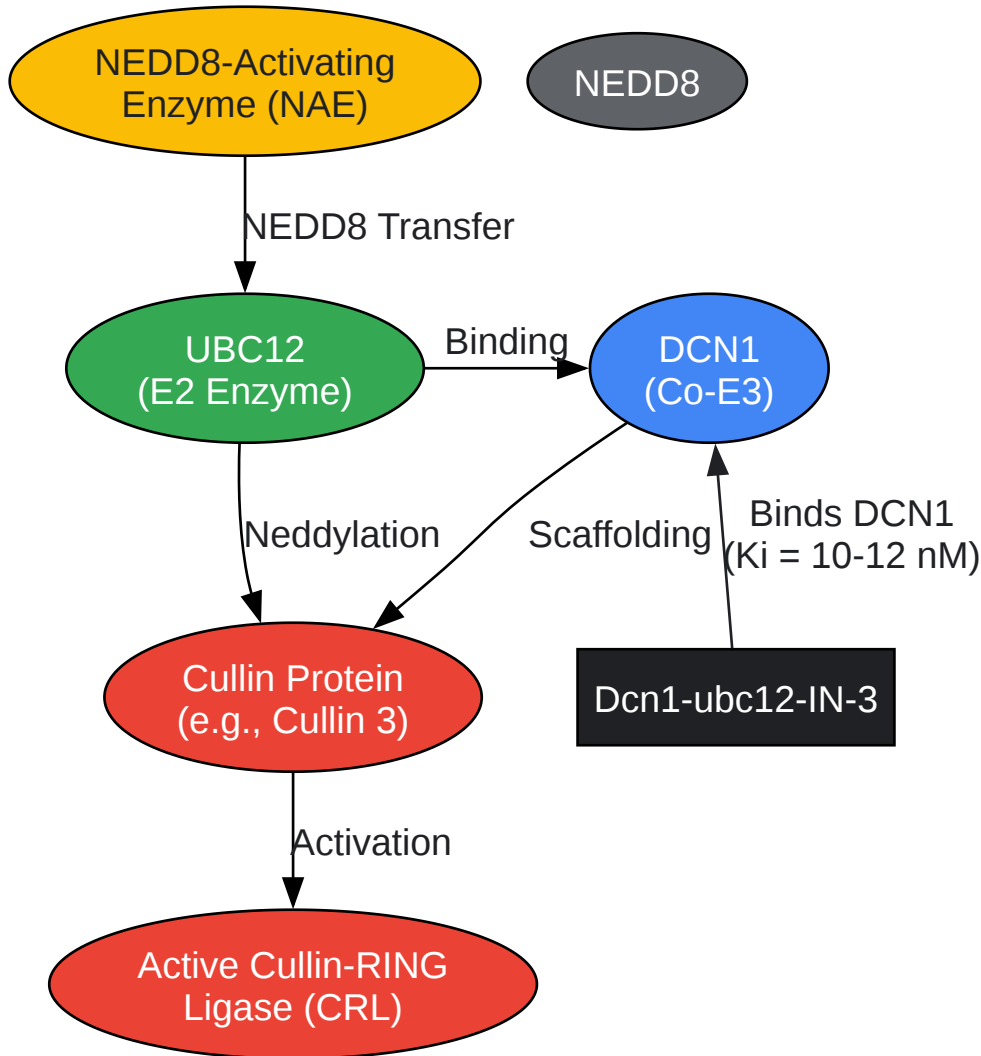 NEDD8-Activating
Enzyme (NAE)
NEDD8
NEDD8 Transfer
UBC12
(E2 Enzyme)
Binding
DCN1
(Co-E3)
Neddylation
Scaffolding
Binds DCN1
(Ki = 10-12 nM)
Cullin Protein
(e.g., Cullin 3)
Dcn1-ubc12-IN-3
Activation
Active Cullin-RING
Ligase (CRL)